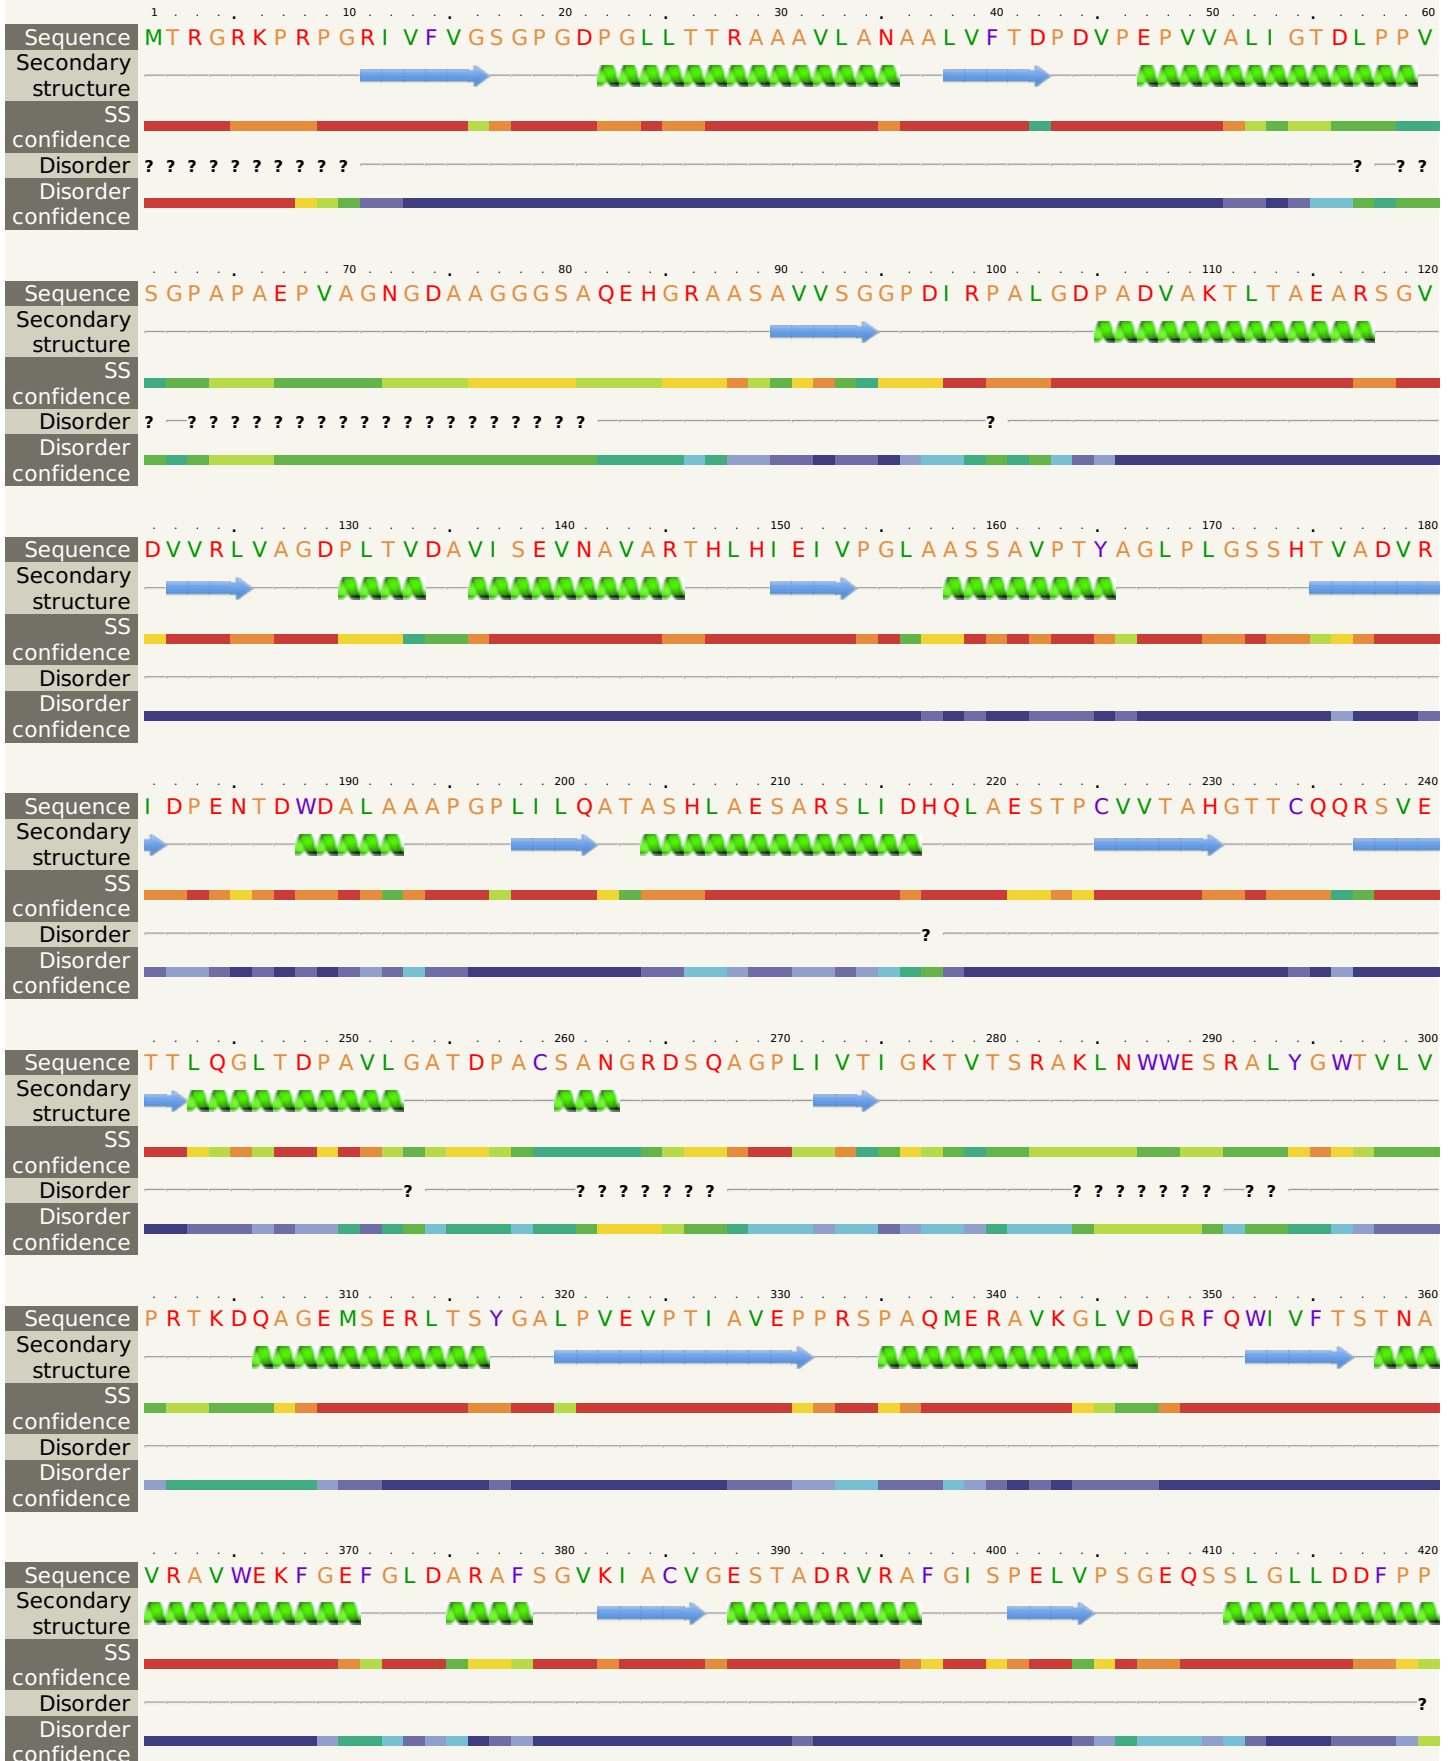 1 10 20 30 40 50 60
Sequence MTRGRKPRPGRIVFVGSGPGDPGLLTTRAAAVLANAALVFTDPDVPEPVVALIGTDLPPV
Secondary
structure
SS
confidence
Disorder ? ? ? ? ? ? ? ? ? ? ? ? ?
Disorder
confidence
70 80 90 100 110 120
Sequence SGPAPAEPVAGNGDAAGGGSAQEHGRAASAVVSGGPDIRPALGDPADVAKTLTAEARSGV
Secondary
structure
SS
confidence
Disorder ? ? ? ? ? ? ? ? ? ? ? ? ? ? ? ? ? ? ? ? ?
Disorder
confidence
130 140 150 160 170 180
Sequence DVVRLVAGDPLTVDAVISEVNAVARTHLHIEIVPGLAASSAVPTYAGLPLGSSHTVADVR
Secondary
structure
SS
confidence
Disorder
Disorder
confidence
190 200 210 220 230 240
Sequence IDPENTDWDALAAAPGPLILQATASHLAESARSLIDHQLAESTPCVVTAHGTTCQQRSVE
Secondary
structure
SS
confidence
Disorder ?
Disorder
confidence
250 260 270 280 290 300
Sequence TTLQGLTDPAVLGATDPACSANGRDSQAGPLIVTIGKTVTSRAKLNWWESRALYGWTVLV
Secondary
structure
SS
confidence
Disorder ? ? ? ? ? ? ? ? ? ? ? ? ? ? ? ? ?
Disorder
confidence
310 320 330 340 350 360
Sequence PRTKDQAGEMSERLTSYGALPVEVPTIAVEPPRSPAQMERAVKGLVDGRFQWIVFTSTNA
Secondary
structure
SS
confidence
Disorder
Disorder
confidence
370 380 390 400 410 420
Sequence VRAVWEKFGEFGLDARAFSGVKIACVGESTADRVRAFGISPELVPSGEQSSLGLLDDFPP
Secondary
structure
SS
confidence
Disorder ?
Disorder
confidence